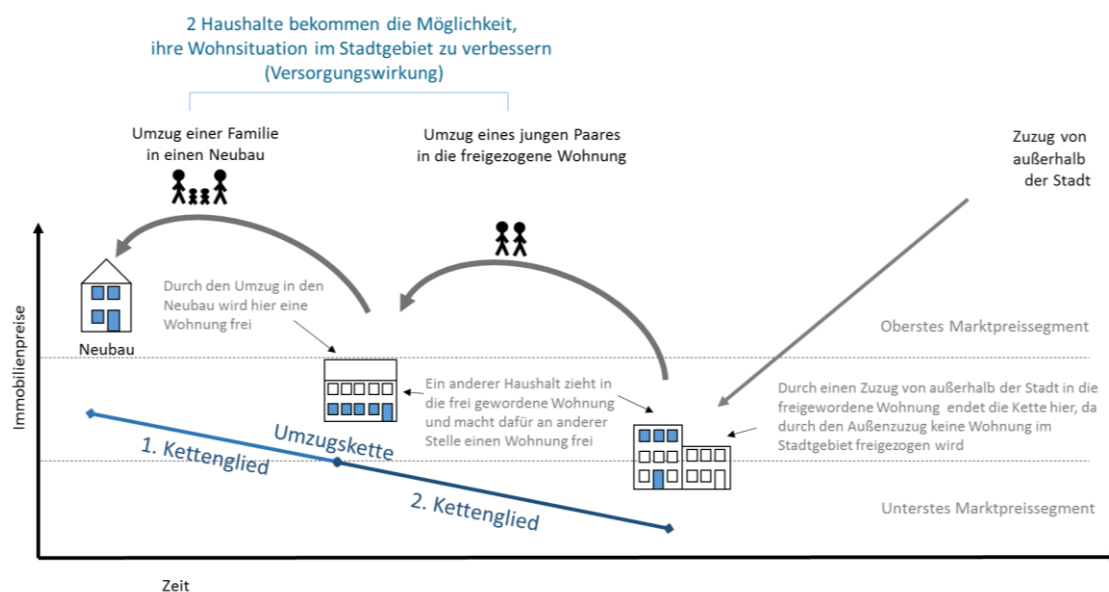 2 Haushalte bekommen die Möglichkeit,
ihre Wohnsituation im Stadtgebiet zu verbessern
(Versorgungswirkung)
Umzug einer Familie
in einen Neubau
Umzug eines jungen Paares
in die freigezogene Wohnung
Zuzug von
außerhalb
der Stadt
Immobilienpreise
Durch den Umzug in den
Neubau wird hier eine
Wohnung frei
Neubau
Oberstes Marktpreissegment
Ein anderer Haushalt zieht in
die frei gewordene Wohnung
und macht dafür an anderer
Stelle einen Wohnung frei
Durch einen Zuzug von außerhalb der Stadt in die
freigewordene Wohnung endet die Kette hier, da
durch den Außenzuzug keine Wohnung im
Stadtgebiet freigezogen wird
Umzugskette
1. Kettenglied
2. Kettenglied
Unterstes Marktpreissegment
Zeit